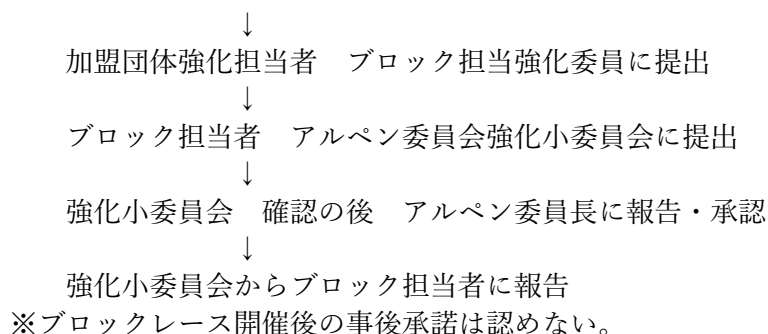 ↓
加盟団体強化担当者　ブロック担当強化委員に提出
↓
ブロック担当者　アルペン委員会強化小委員会に提出
↓
強化小委員会　確認の後　アルペン委員長に報告・承認
↓
強化小委員会からブロック担当者に報告
※ブロックレース開催後の事後承諾は認めない。